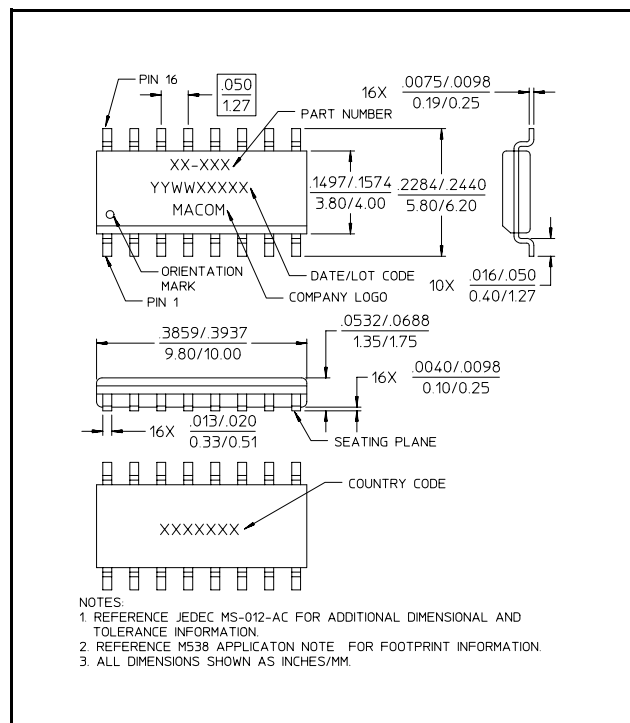 PIN 16
.050
1.27
PART NUMBER
16X .0075/.0098
0.19/0.25
XX-XXX
YYWWXXXXX
MACOM
.1497/.1574
3.80/4.00
.2284/.2440
5.80/6.20
ORIENTATION
MARK
PIN 1
DATE/LOT CODE
COMPANY LOGO
10X .016/.050
0.40/1.27
.3859/.3937
9.80/10.00
.0532/.0688
1.35/1.75
16X .0040/.0098
0.10/0.25
16X .013/.020
0.33/0.51
SEATING PLANE
COUNTRY CODE
XXXXXXX
NOTES:
1. REFERENCE JEDEC MS-012-AC FOR ADDITIONAL DIMENSIONAL AND
TOLERANCE INFORMATION.
2. REFERENCE M538 APPLICATON NOTE FOR FOOTPRINT INFORMATION.
3. ALL DIMENSIONS SHOWN AS INCHES/MM.